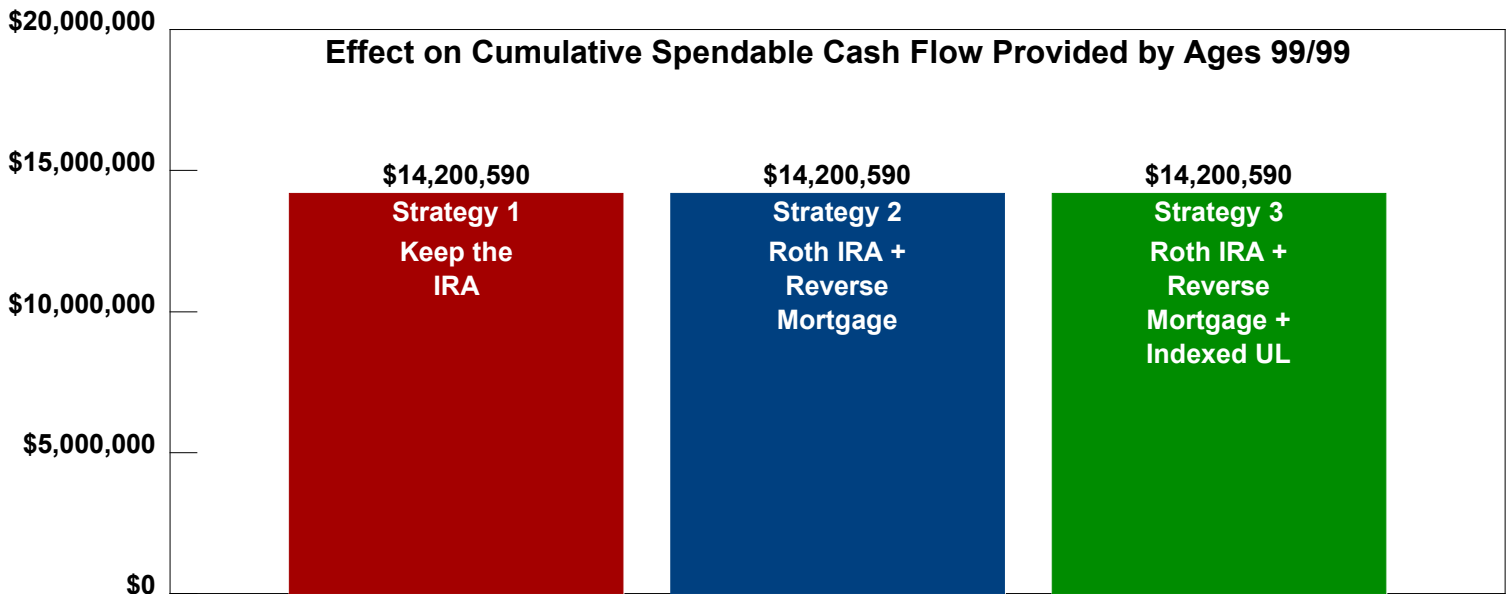 $20,000,000
Effect on Cumulative Spendable Cash Flow Provided by Ages 99/99
$15,000,000
$14,200,590
$14,200,590
$14,200,590
Strategy 1
Keep the
IRA
Strategy 2
Roth IRA +
Reverse
Mortgage
Strategy 3
Roth IRA +
Reverse
Mortgage +
Indexed UL
$10,000,000
$5,000,000
$0